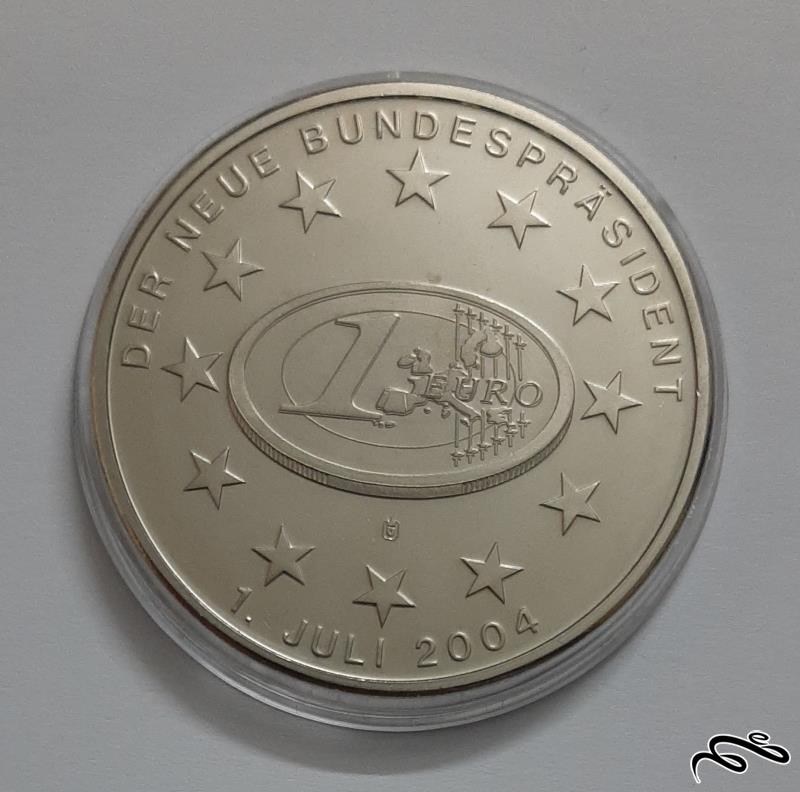 DER NEUE BUNDESPRÄSIDENT
1 EURO
1. JULI 2004